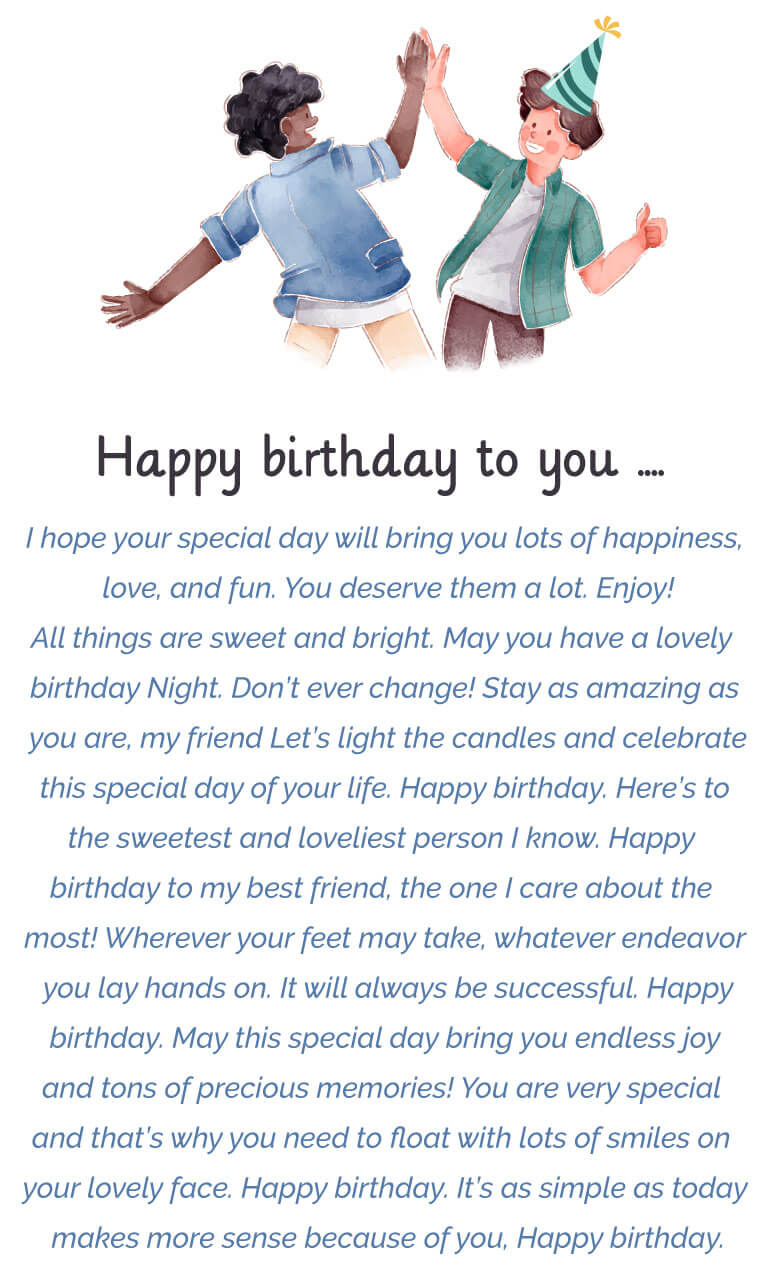 Happy birthday to you ....
I hope your special day will bring you lots of happiness,
love, and fun. You deserve them a lot. Enjoy!
All things are sweet and bright. May you have a lovely
birthday Night. Don’t ever change! Stay as amazing as
you are, my friend Let’s light the candles and celebrate
this special day of your life. Happy birthday. Here’s to
the sweetest and loveliest person I know. Happy
birthday to my best friend, the one I care about the
most! Wherever your feet may take, whatever endeavor
you lay hands on. It will always be successful. Happy
birthday. May this special day bring you endless joy
and tons of precious memories! You are very special
and that’s why you need to float with lots of smiles on
your lovely face. Happy birthday. It’s as simple as today
makes more sense because of you, Happy birthday.